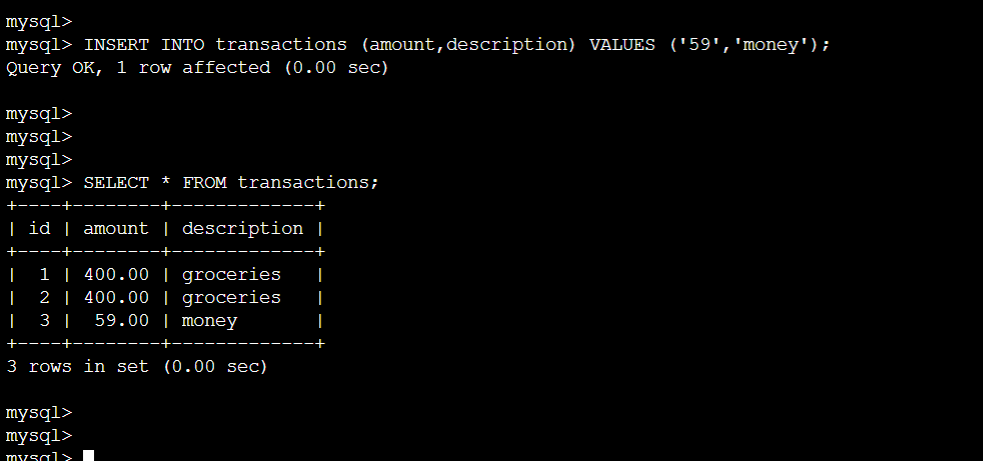 mysql>
mysql> INSERT INTO transactions (amount,description) VALUES ('59','money');
Query OK, 1 row affected (0.00 sec)
mysql>
mysql>
mysql>
mysql> SELECT * FROM transactions;
+----+--------+-------------+
| id | amount | description |
+----+--------+-------------+
|  1 | 400.00 | groceries   |
|  2 | 400.00 | groceries   |
|  3 |  59.00 | money       |
+----+--------+-------------+
3 rows in set (0.00 sec)
mysql>
mysql>
mysql>